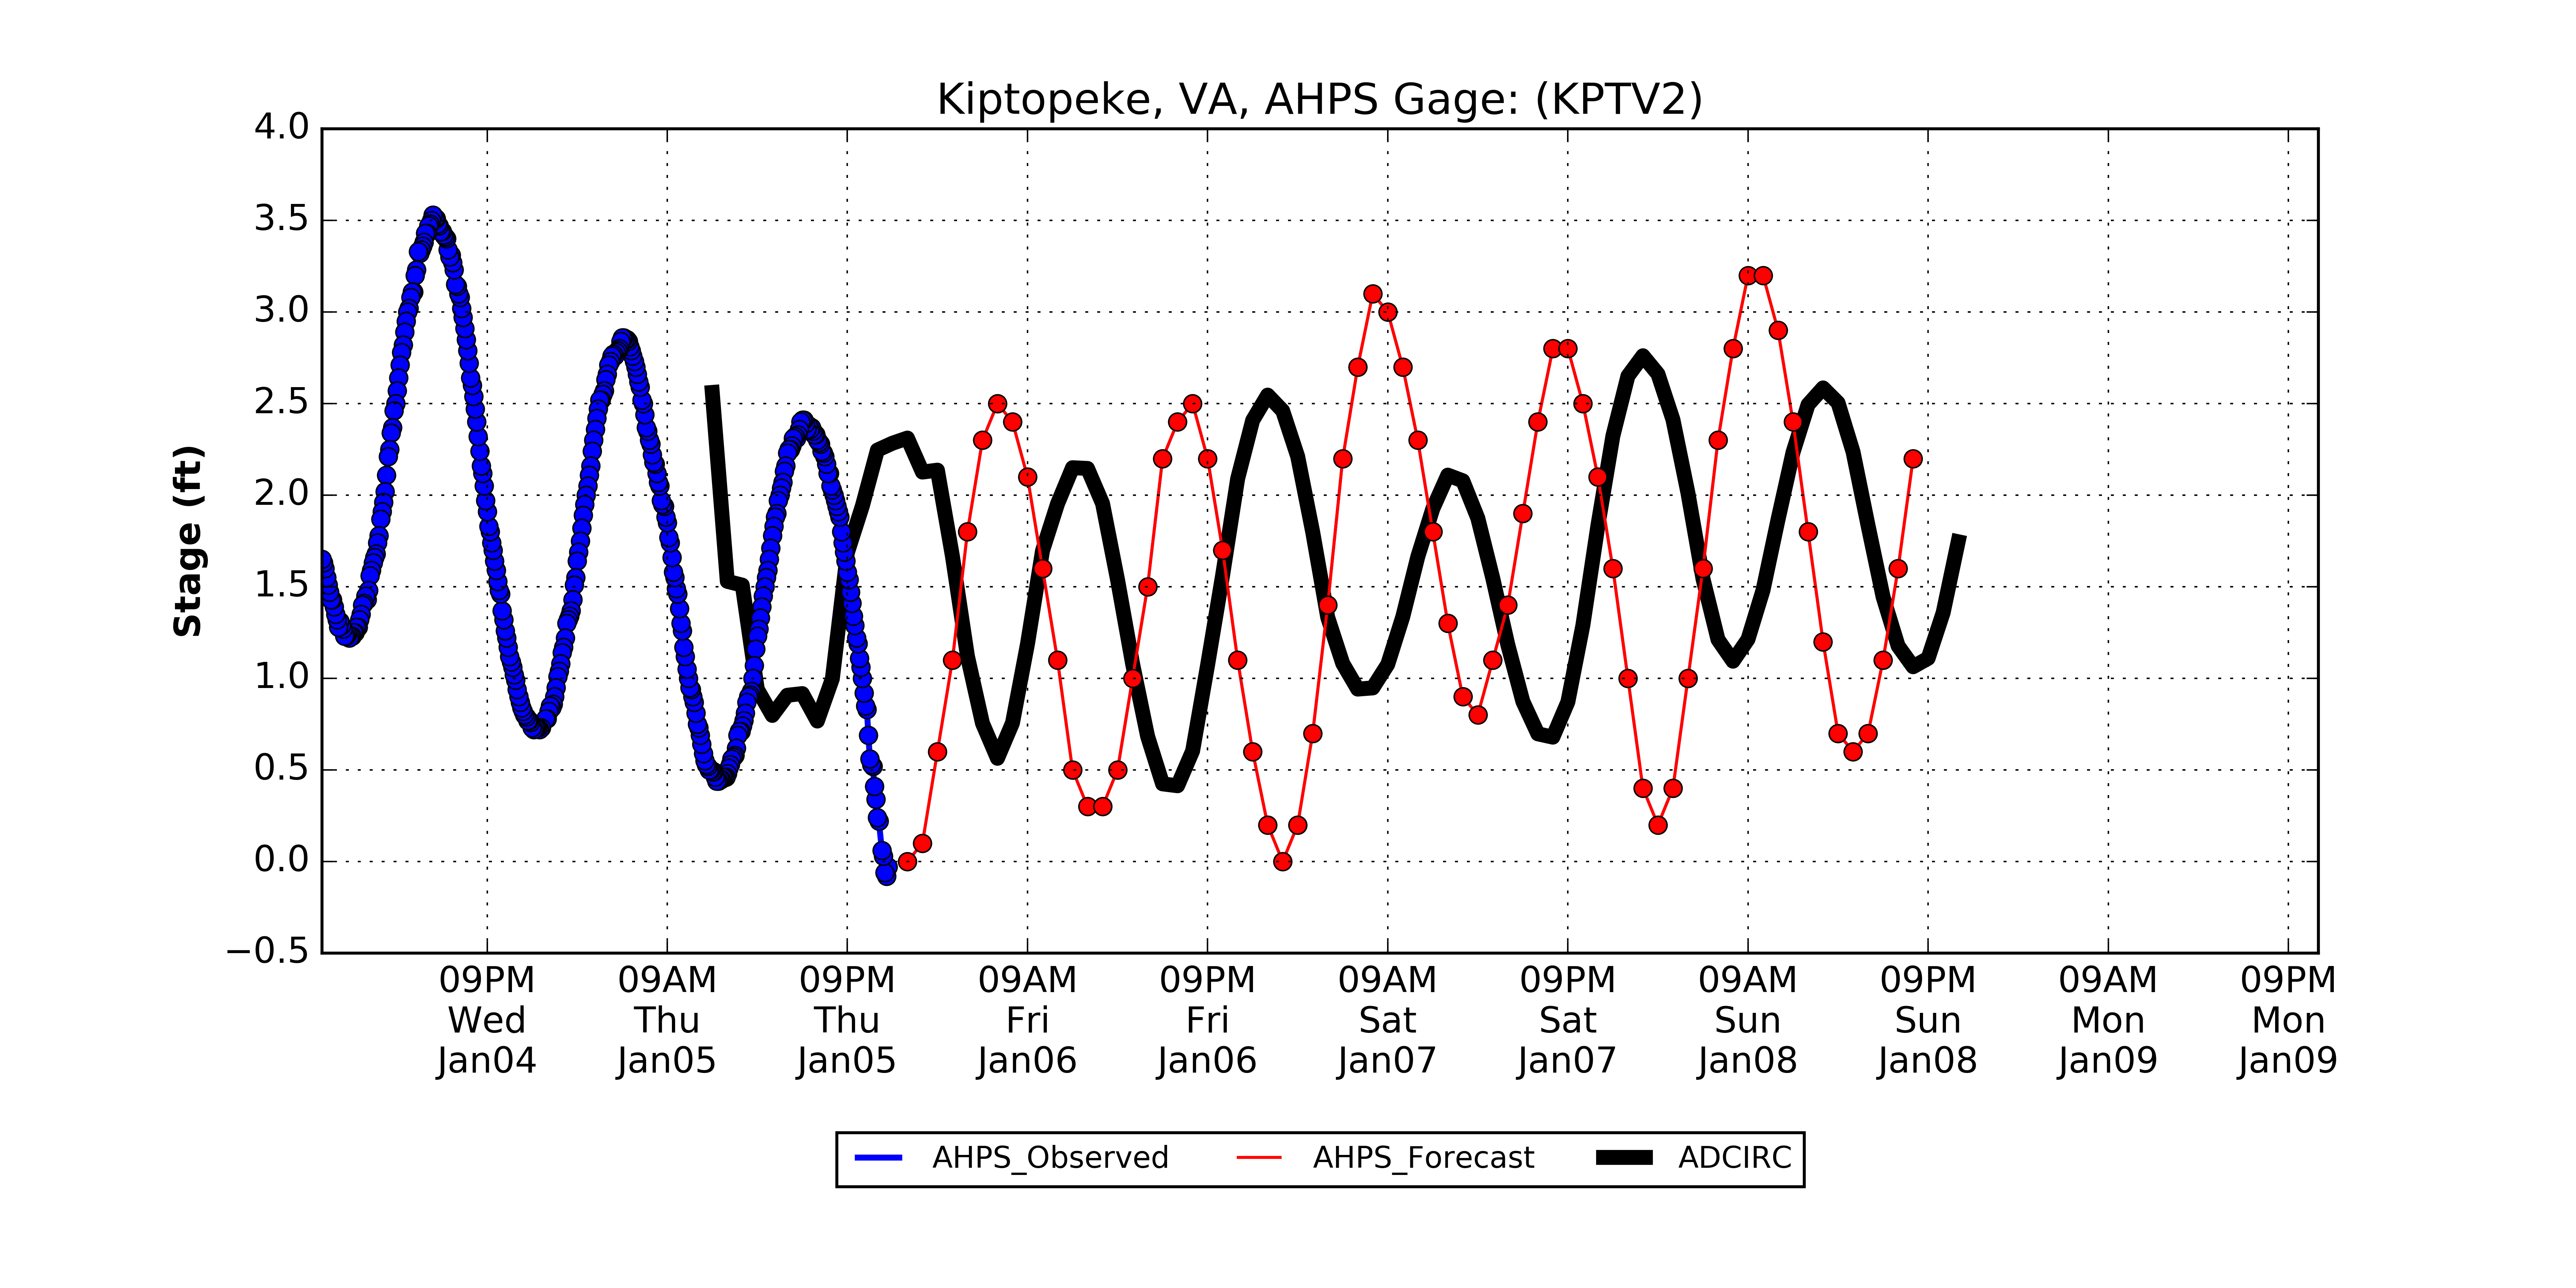 Kiptopeke, VA, AHPS Gage: (KPTV2)
4.0
3.5
3.0
2.5
2.0
1.5
1.0
0.5
0.0
−0.5
Stage (ft)
09PM 09AM 09PM 09AM 09PM 09AM 09PM 09AM 09PM 09AM 09PM
Wed Thu Thu Fri Fri Sat Sat Sun Sun Mon Mon
Jan04 Jan05 Jan05 Jan06 Jan06 Jan07 Jan07 Jan08 Jan08 Jan09 Jan09
AHPS_Observed AHPS_Forecast ADCIRC